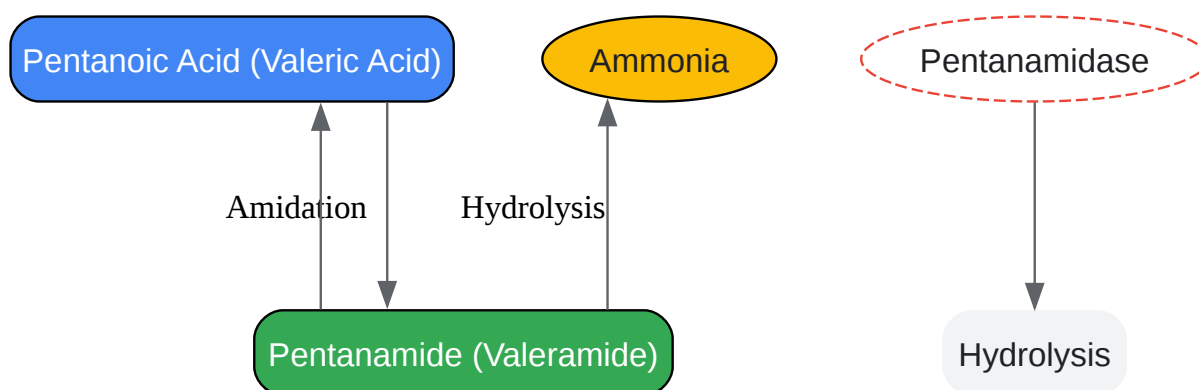 Pentanoic Acid (Valeric Acid)
Ammonia
Pentanamidase
Amidation
Hydrolysis
Pentanamide (Valeramide)
Hydrolysis